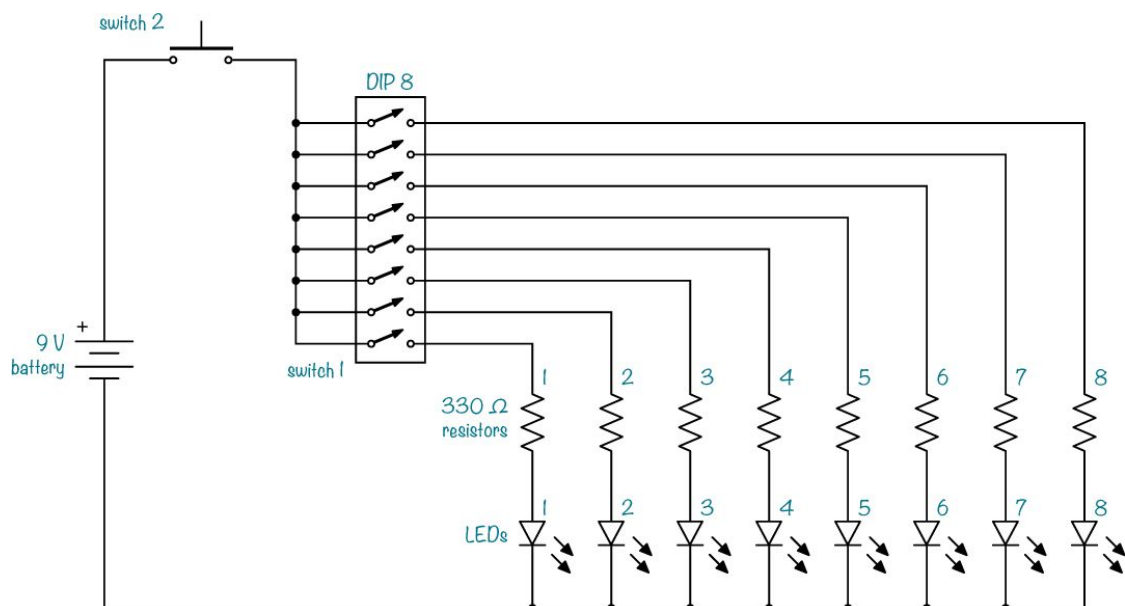 switch 2
DIP 8
+
9 V
battery
switch 1
1 2 3 4 5 6 7 8
330 Ω
resistors
1 2 3 4 5 6 7 8
LEDs